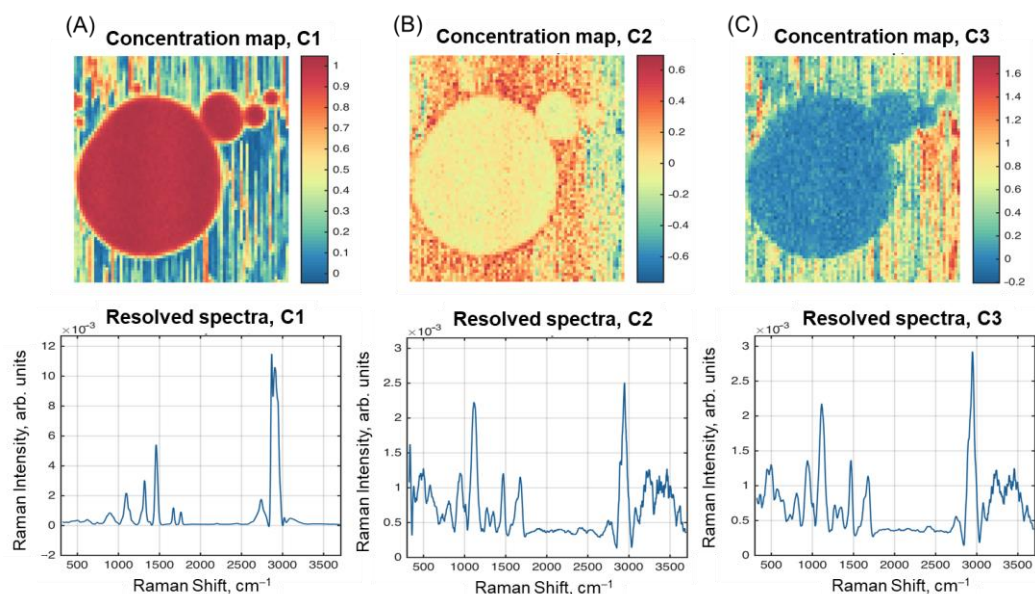 (A)
Concentration map, C1
1
0.9
0.8
0.7
0.6
0.5
0.4
0.3
0.2
0.1
0
(B)
Concentration map, C2
0.6
0.4
0.2
0
-0.2
-0.4
-0.6
(C)
Concentration map, C3
1.6
1.4
1.2
1
0.8
0.6
0.4
0.2
0
-0.2
Resolved spectra, C1
× 10⁻³
12
10
8
6
4
2
0
−2
Raman Intensity, arb. units
500 1000 1500 2000 2500 3000 3500
Raman Shift, cm⁻¹
Resolved spectra, C2
× 10⁻³
3
2.5
2
1.5
1
0.5
0
Raman Intensity, arb. units
500 1000 1500 2000 2500 3000 3500
Raman Shift, cm⁻¹
Resolved spectra, C3
× 10⁻³
3
2.5
2
1.5
1
0.5
0
Raman Intensity, arb. units
500 1000 1500 2000 2500 3000 3500
Raman Shift, cm⁻¹